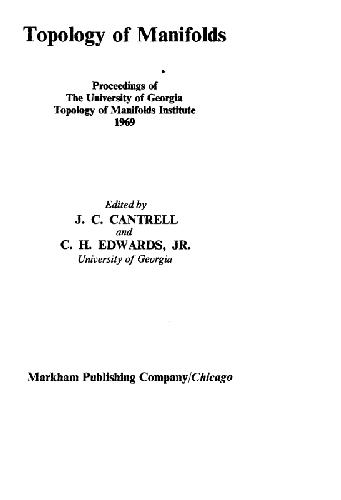 Topology of Manifolds
Proceedings of
The University of Georgia
Topology of Manifolds Institute
1969
Edited by
J. C. CANTRELL
and
C. H. EDWARDS, JR.
University of Georgia
Markham Publishing Company/Chicago